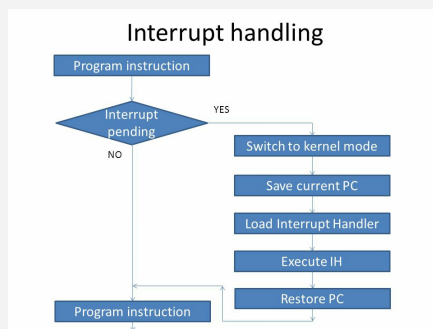 Interrupt handling
Program instruction
Interrupt
pending
YES
NO
Switch to kernel mode
Save current PC
Load Interrupt Handler
Execute IH
Restore PC
Program instruction